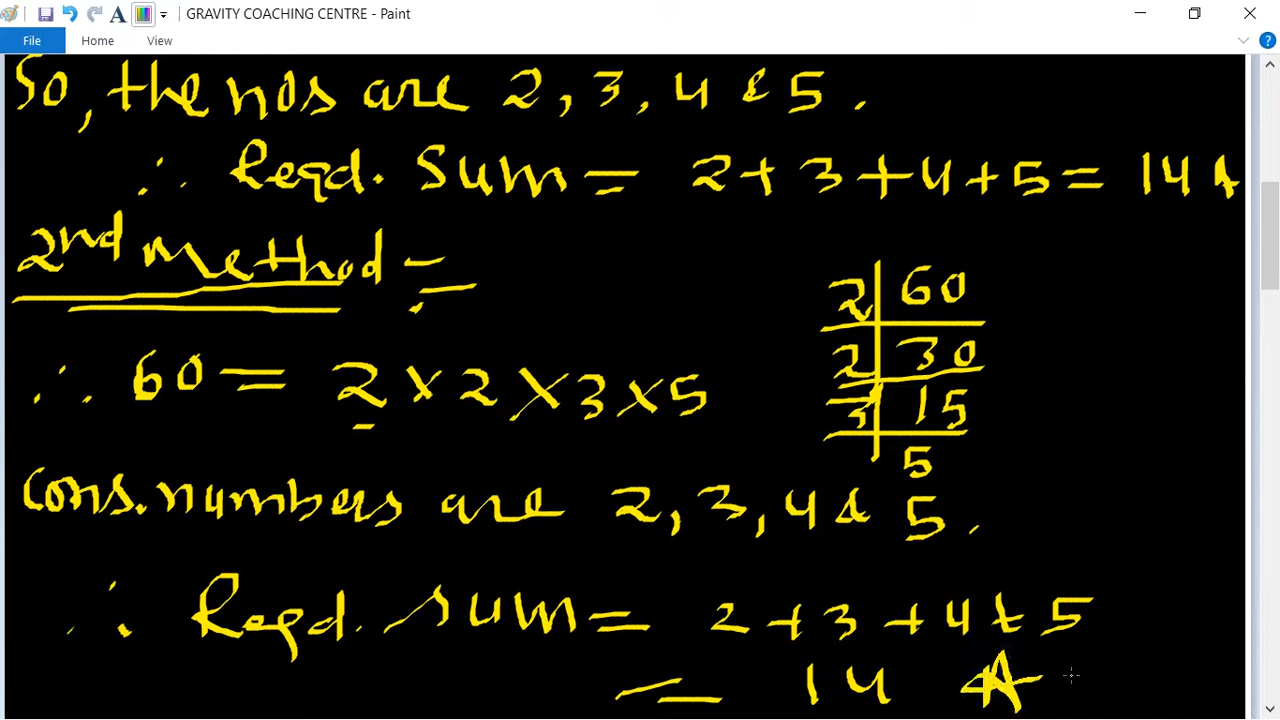 GRAVITY COACHING CENTRE - Paint
File Home View
So, the nos are 2, 3, 4 & 5.
∴ Reqd. Sum = 2+3+4+5 = 14 A
2nd method =
2 | 60
2 | 30
3 | 15
5
∴ 60 = 2 × 2 × 3 × 5
Cons. numbers are 2, 3, 4 & 5.
∴ Reqd. sum = 2+3+4+5
= 14 A